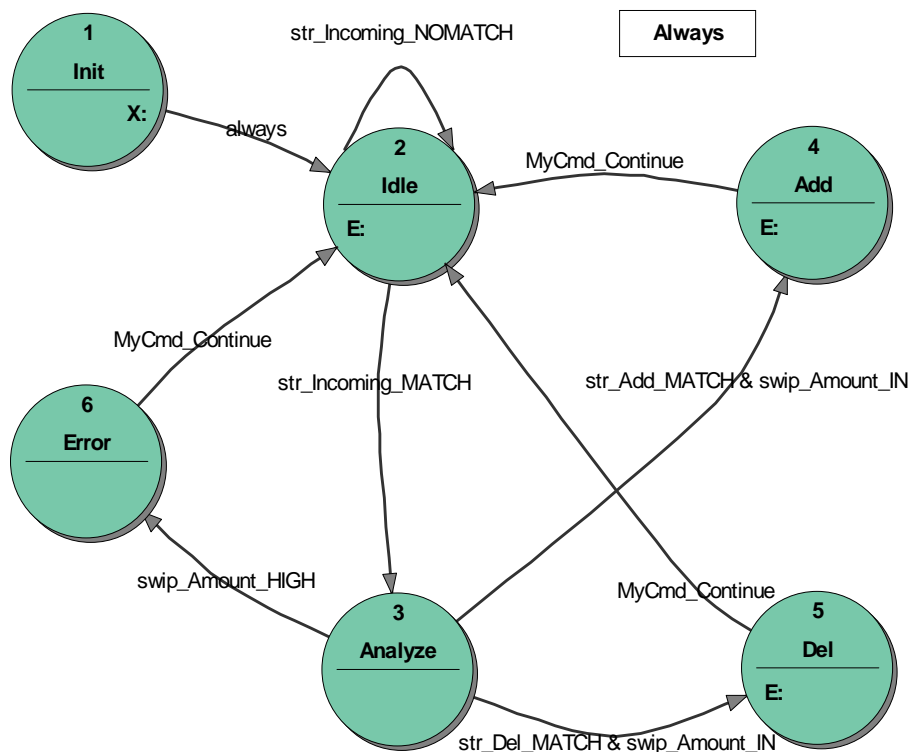 1
Init
X:
always
str_Incoming_NOMATCH
Always
2
Idle
E:
MyCmd_Continue
4
Add
E:
MyCmd_Continue
str_Incoming_MATCH
str_Add_MATCH & swip_Amount_IN
6
Error
swip_Amount_HIGH
MyCmd_Continue
3
Analyze
5
Del
E:
str_Del_MATCH & swip_Amount_IN